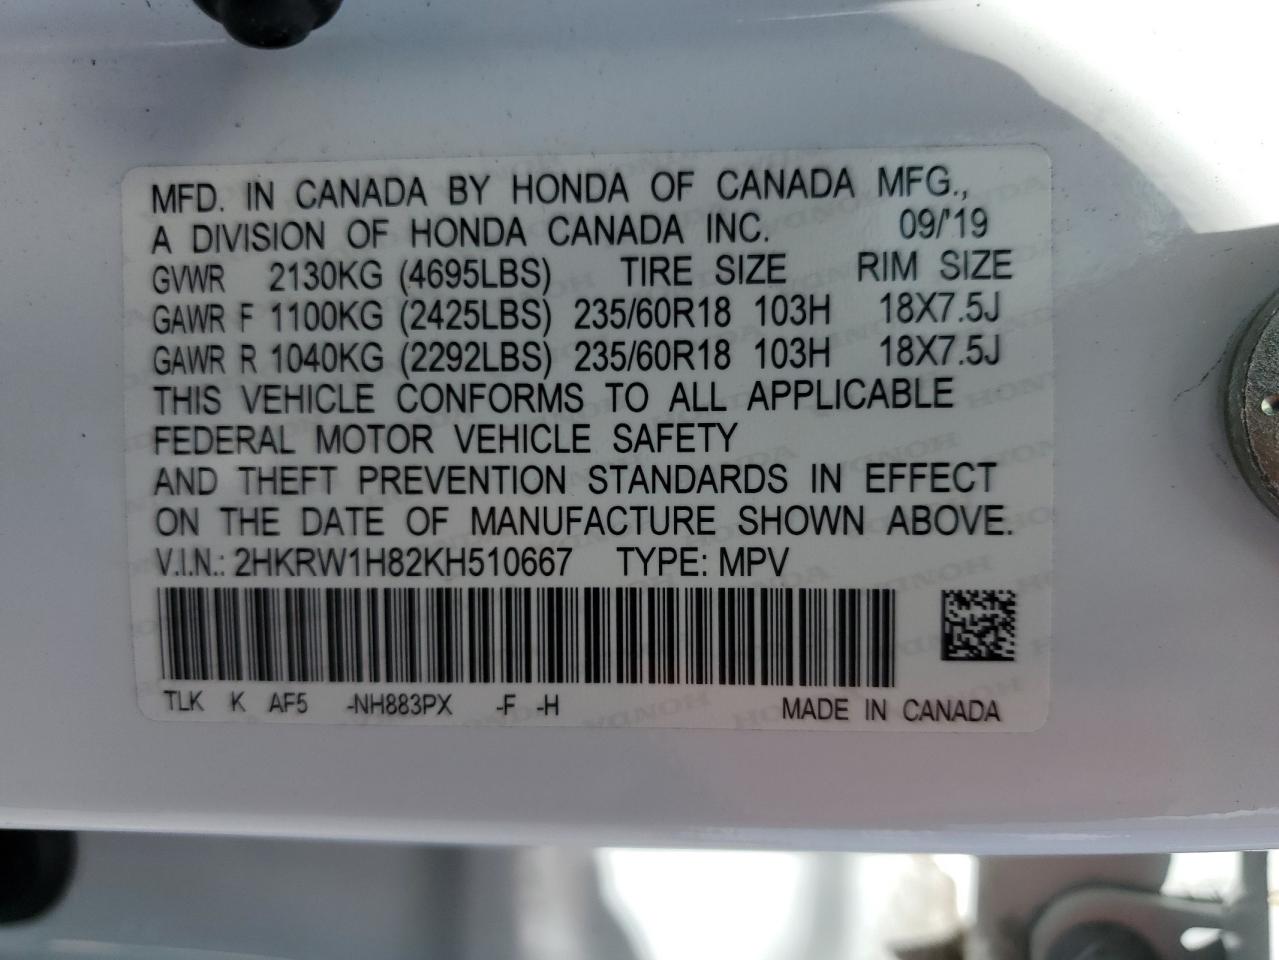 MFD. IN CANADA BY HONDA OF CANADA MFG.,
A DIVISION OF HONDA CANADA INC. 09/'19
GVWR 2130KG (4695LBS) TIRE SIZE RIM SIZE
GAWR F 1100KG (2425LBS) 235/60R18 103H 18X7.5J
GAWR R 1040KG (2292LBS) 235/60R18 103H 18X7.5J
THIS VEHICLE CONFORMS TO ALL APPLICABLE
FEDERAL MOTOR VEHICLE SAFETY
AND THEFT PREVENTION STANDARDS IN EFFECT
ON THE DATE OF MANUFACTURE SHOWN ABOVE.
V.I.N.: 2HKRW1H82KH510667 TYPE: MPV
TLK K AF5 -NH883PX -F -H MADE IN CANADA